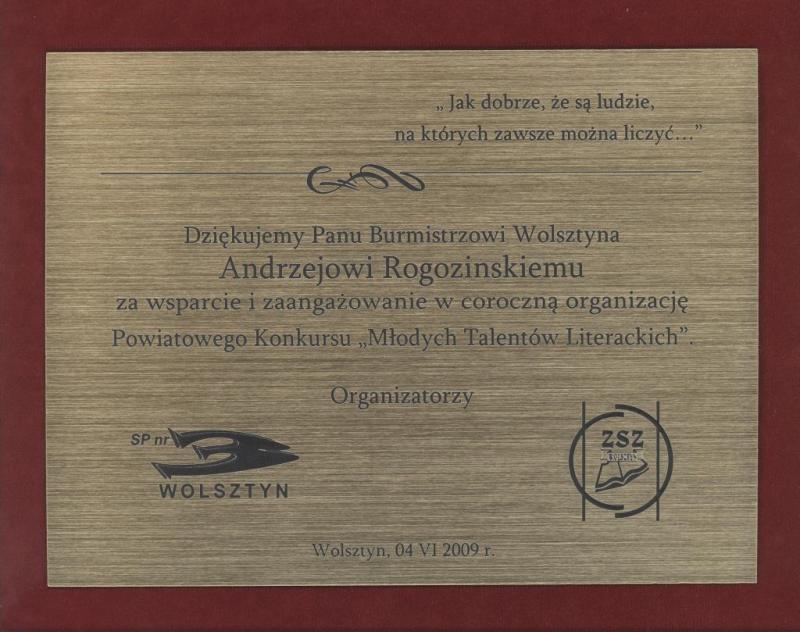 „Jak dobrze, że są ludzie,
na których zawsze można liczyć...”
Dziękujemy Panu Burmistrzowi Wolsztyna
Andrzejowi Rogozinskiemu
za wsparcie i zaangażowanie w coroczną organizację
Powiatowego Konkursu „Młodych Talentów Literackich”.
Organizatorzy
SP nr 3
WOLSZTYN
ZSZ
Wolsztyn, 04 VI 2009 r.